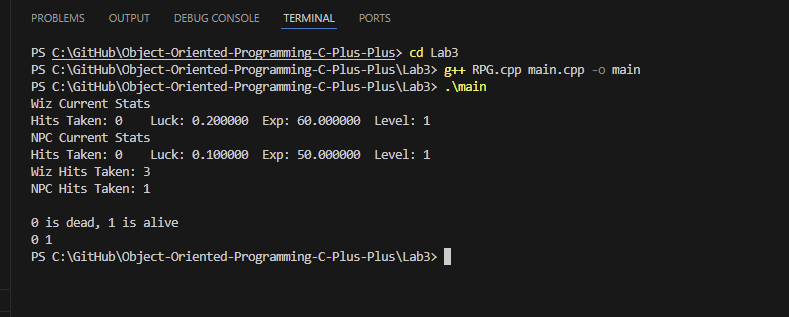 PROBLEMS OUTPUT DEBUG CONSOLE TERMINAL PORTS
PS C:\GitHub\Object-Oriented-Programming-C-Plus-Plus> cd Lab3
PS C:\GitHub\Object-Oriented-Programming-C-Plus-Plus\Lab3> g++ RPG.cpp main.cpp -o main
PS C:\GitHub\Object-Oriented-Programming-C-Plus-Plus\Lab3> .\main
Wiz Current Stats
Hits Taken: 0 Luck: 0.200000 Exp: 60.000000 Level: 1
NPC Current Stats
Hits Taken: 0 Luck: 0.100000 Exp: 50.000000 Level: 1
Wiz Hits Taken: 3
NPC Hits Taken: 1
0 is dead, 1 is alive
0 1
PS C:\GitHub\Object-Oriented-Programming-C-Plus-Plus\Lab3>